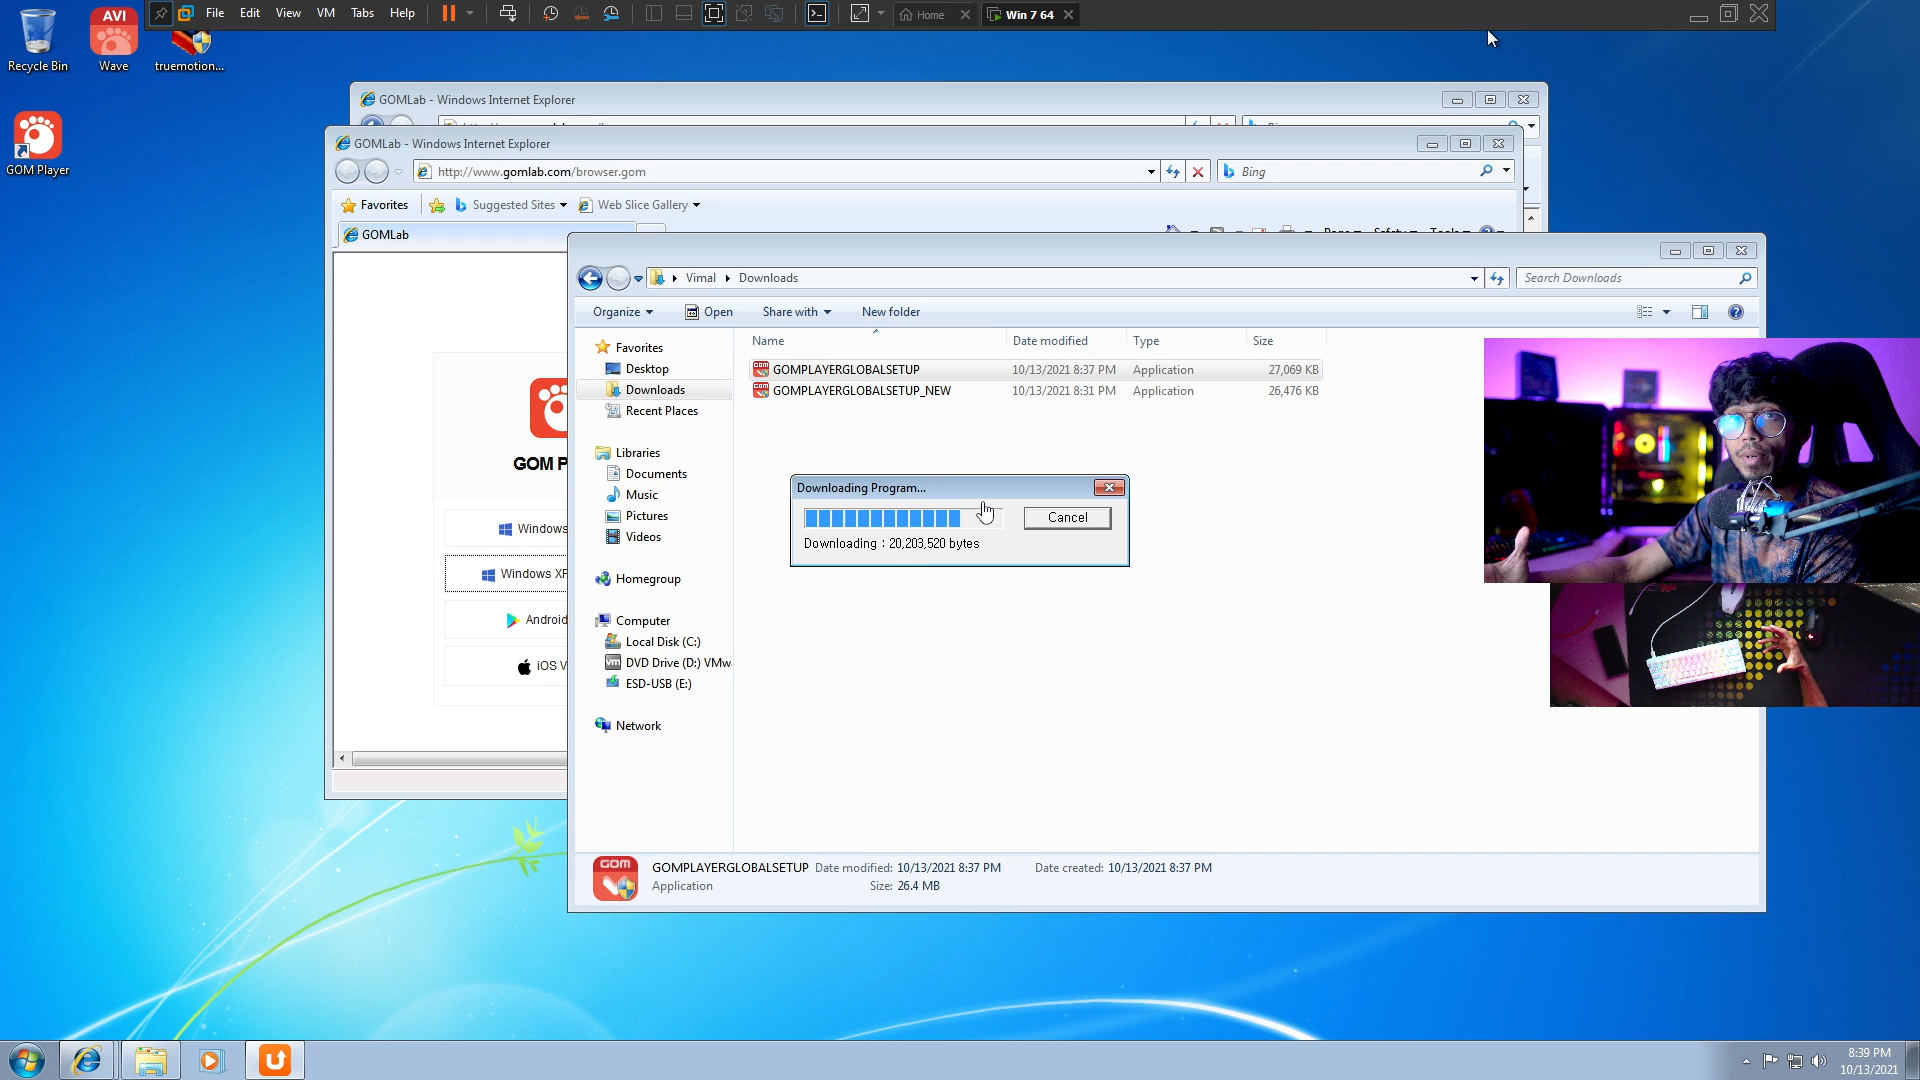 File Edit View VM Tabs Help Home Win 7 64
Recycle Bin
AVI
Wave
truemotion...
GOM Player
GOMLab - Windows Internet Explorer
GOMLab - Windows Internet Explorer
http://www.gomlab.com/browser.gom
Bing
Favorites Suggested Sites Web Slice Gallery
GOMLab
GOM P
Windows
Windows XP
Android
iOS V
Vimal Downloads
Search Downloads
Organize Open Share with New folder
Name Date modified Type Size
GOMPLAYERGLOBALSETUP 10/13/2021 8:37 PM Application 27,069 KB
GOMPLAYERGLOBALSETUP_NEW 10/13/2021 8:31 PM Application 26,476 KB
Favorites
Desktop
Downloads
Recent Places
Libraries
Documents
Music
Pictures
Videos
Homegroup
Computer
Local Disk (C:)
DVD Drive (D:) VMw
ESD-USB (E:)
Network
Downloading Program...
Cancel
Downloading : 20,203,520 bytes
GOM
GOMPLAYERGLOBALSETUP Date modified: 10/13/2021 8:37 PM Date created: 10/13/2021 8:37 PM
Application Size: 26.4 MB
8:39 PM
10/13/2021